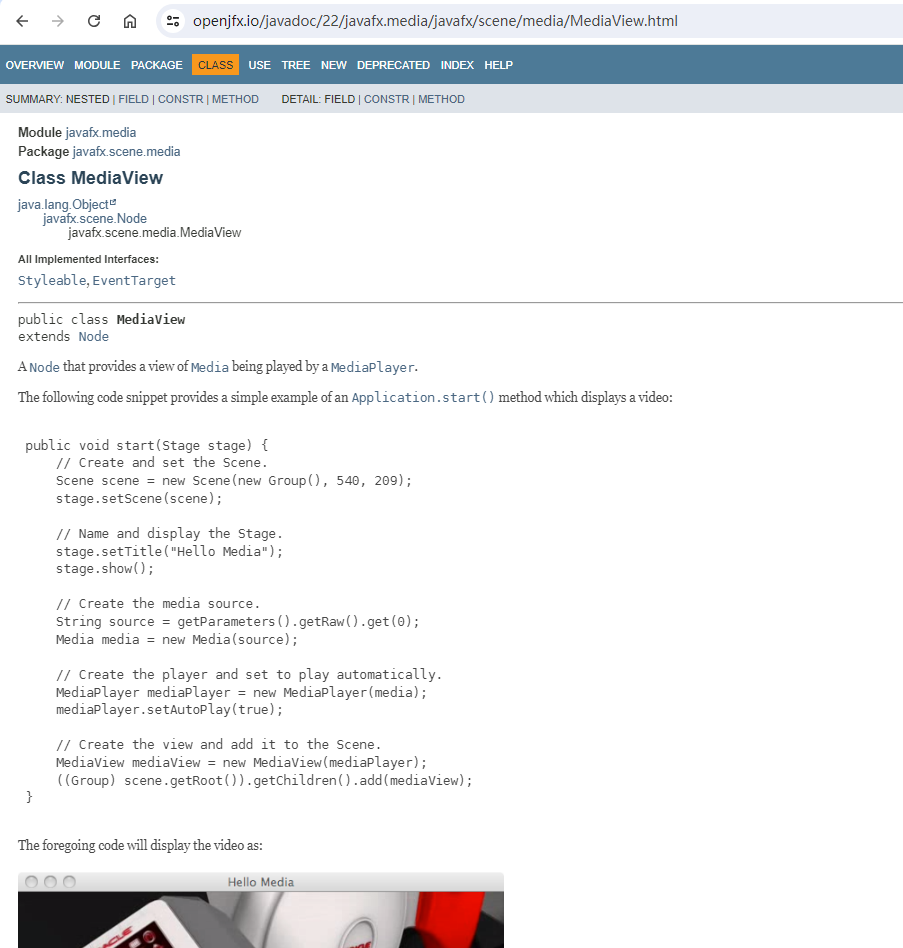 openjfx.io/javadoc/22/javafx.media/javafx/scene/media/MediaView.html
OVERVIEW MODULE PACKAGE CLASS USE TREE NEW DEPRECATED INDEX HELP
SUMMARY: NESTED | FIELD | CONSTR | METHOD DETAIL: FIELD | CONSTR | METHOD
Module javafx.media
Package javafx.scene.media
Class MediaView
java.lang.Object
javafx.scene.Node
javafx.scene.media.MediaView
All Implemented Interfaces:
Styleable, EventTarget
public class MediaView
extends Node
A Node that provides a view of Media being played by a MediaPlayer.
The following code snippet provides a simple example of an Application.start() method which displays a video:
public void start(Stage stage) {
    // Create and set the Scene.
    Scene scene = new Scene(new Group(), 540, 209);
    stage.setScene(scene);
    // Name and display the Stage.
    stage.setTitle("Hello Media");
    stage.show();
    // Create the media source.
    String source = getParameters().getRaw().get(0);
    Media media = new Media(source);
    // Create the player and set to play automatically.
    MediaPlayer mediaPlayer = new MediaPlayer(media);
    mediaPlayer.setAutoPlay(true);
    // Create the view and add it to the Scene.
    MediaView mediaView = new MediaView(mediaPlayer);
    ((Group) scene.getRoot()).getChildren().add(mediaView);
}
The foregoing code will display the video as:
Hello Media